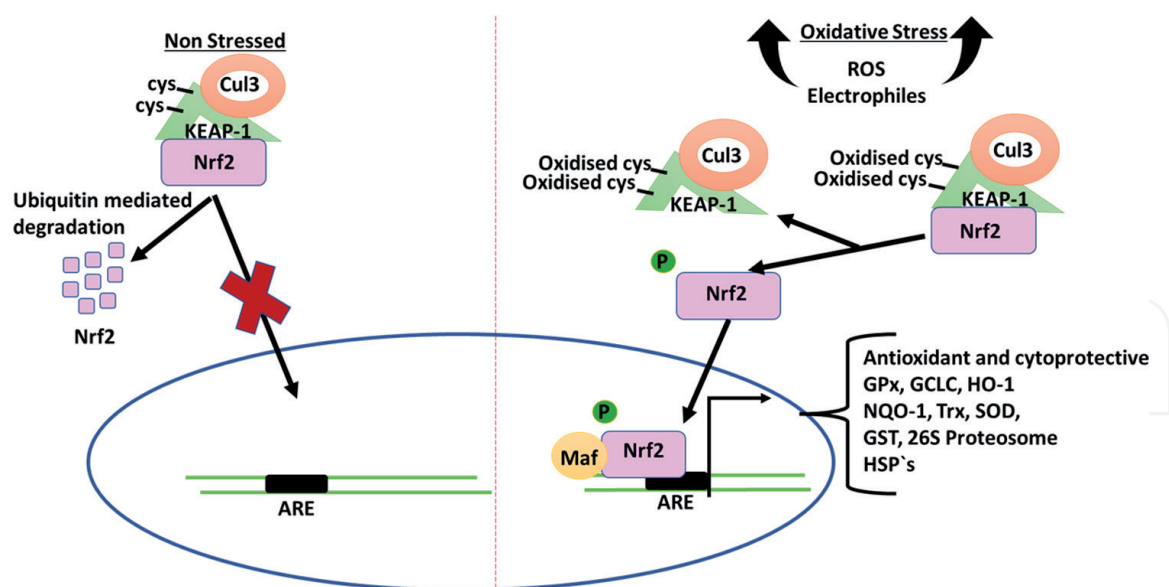 Non Stressed
cys
cys
Cul3
KEAP-1
Nrf2
Ubiquitin mediated
degradation
Nrf2
ARE
Oxidative Stress
ROS
Electrophiles
Oxidised cys
Oxidised cys
Cul3
KEAP-1
Oxidised cys
Oxidised cys
Cul3
KEAP-1
Nrf2
P
Nrf2
P
Maf
Nrf2
ARE
Antioxidant and cytoprotective
GPx, GCLC, HO-1
NQO-1, Trx, SOD,
GST, 26S Proteosome
HSP`s